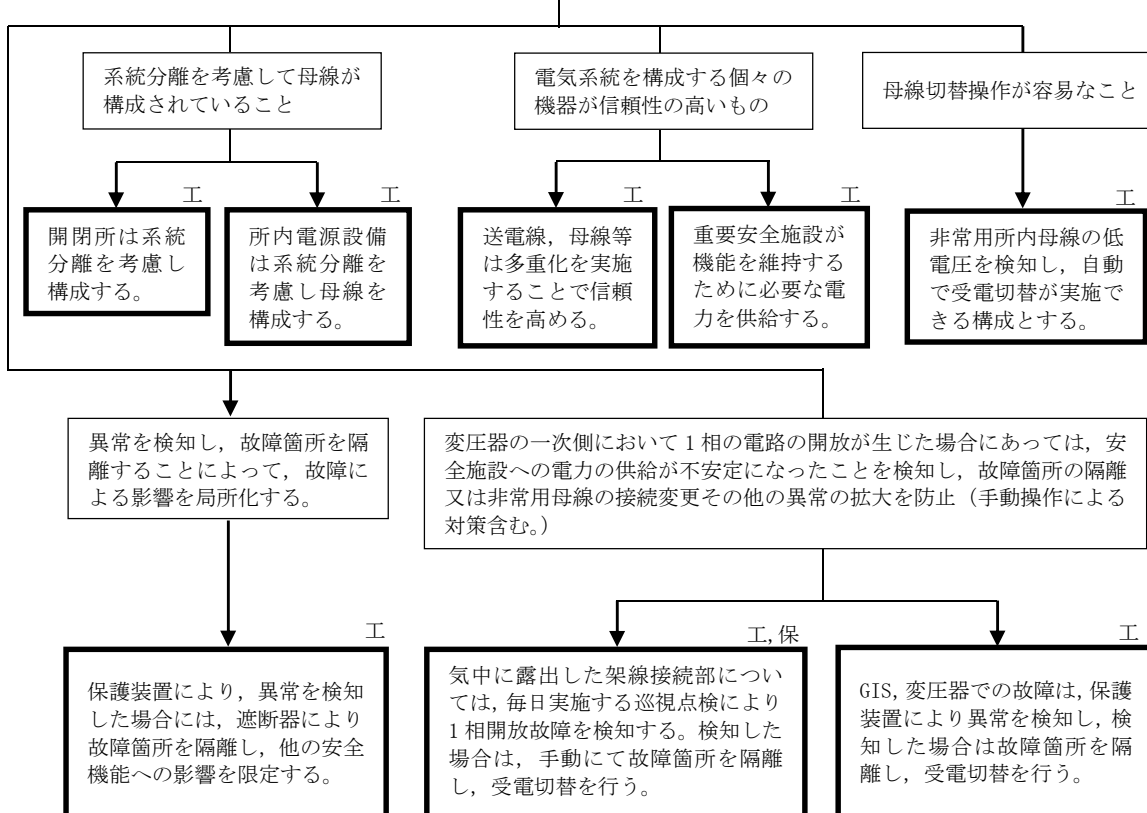 系統分離を考慮して母線が
構成されていること
電気系統を構成する個々の
機器が信頼性の高いもの
母線切替操作が容易なこと
工
開閉所は系統
分離を考慮し
構成する。
工
所内電源設備
は系統分離を
考慮し母線を
構成する。
工
送電線，母線等
は多重化を実施
することで信頼
性を高める。
工
重要安全施設が
機能を維持する
ために必要な電
力を供給する。
工
非常用所内母線の低
電圧を検知し，自動
で受電切替が実施で
きる構成とする。
異常を検知し，故障箇所を隔
離することによって，故障に
よる影響を局所化する。
変圧器の一次側において１相の電路の開放が生じた場合にあっては，安
全施設への電力の供給が不安定になったことを検知し，故障箇所の隔離
又は非常用母線の接続変更その他の異常の拡大を防止（手動操作による
対策含む。）
工
保護装置により，異常を検知
した場合には，遮断器により
故障箇所を隔離し，他の安全
機能への影響を限定する。
工,保
気中に露出した架線接続部につい
ては，毎日実施する巡視点検により
１相開放故障を検知する。検知した
場合は，手動にて故障箇所を隔離
し，受電切替を行う。
工
GIS，変圧器での故障は，保護
装置により異常を検知し，検
知した場合は故障箇所を隔
離し，受電切替を行う。